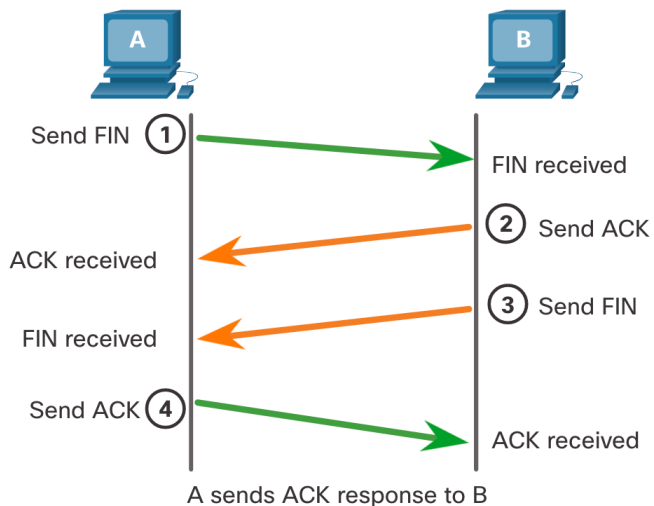 A
B
Send FIN 1
FIN received
2 Send ACK
ACK received
3 Send FIN
FIN received
Send ACK 4
ACK received
A sends ACK response to B